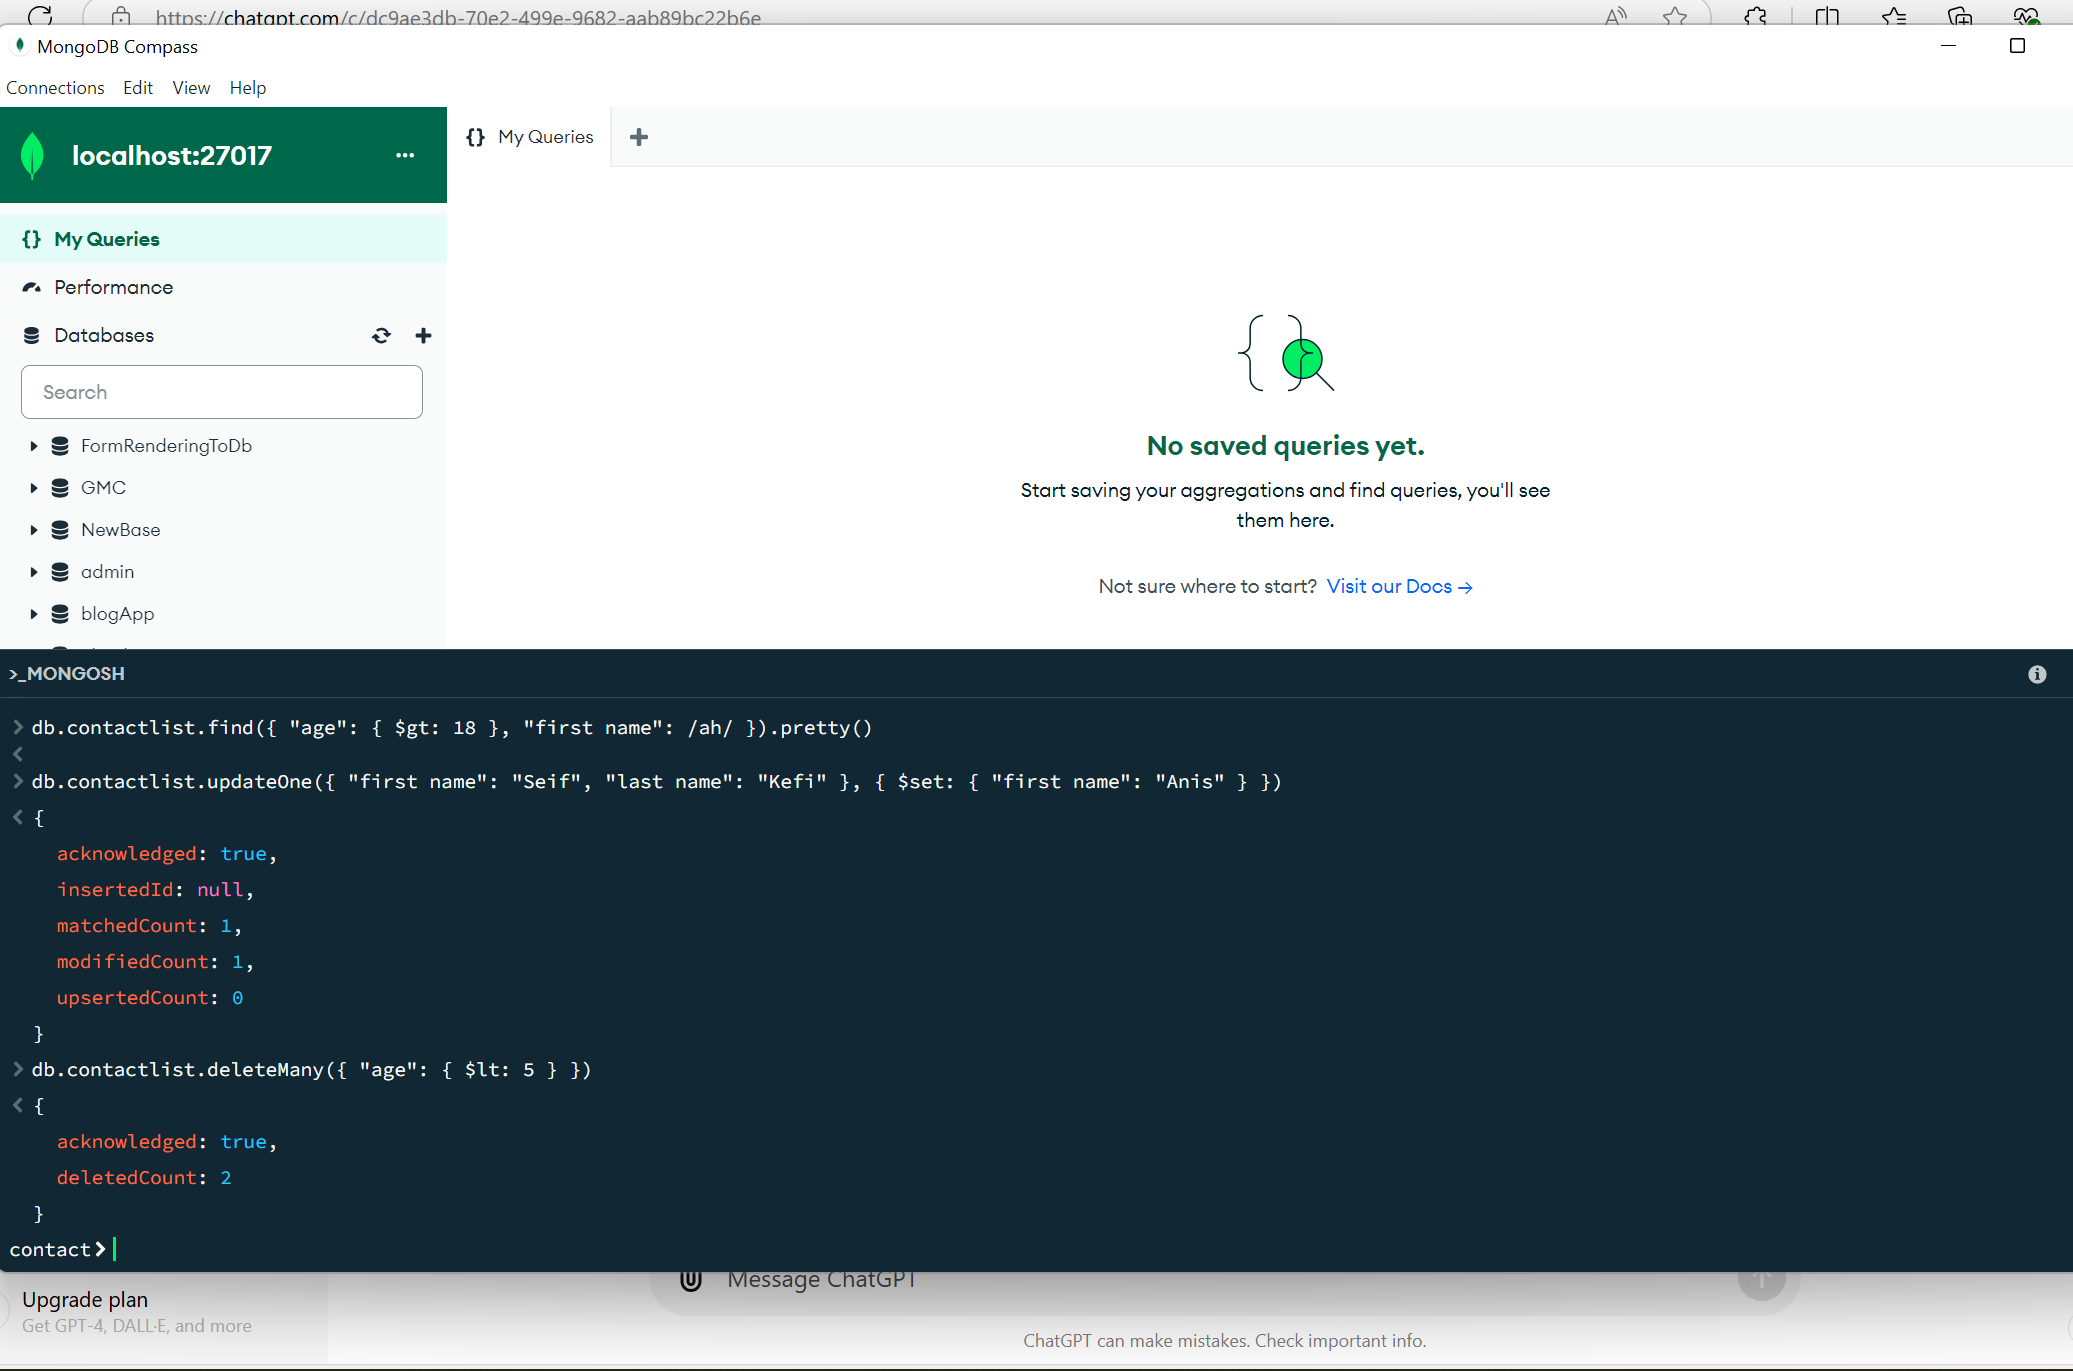 https://chatgpt.com/c/dc9ae3db-70e2-499e-9682-aab89bc22b6e
MongoDB Compass
Connections Edit View Help
localhost:27017
{} My Queries
{} My Queries
Performance
Databases
Search
FormRenderingToDb
GMC
NewBase
admin
blogApp
No saved queries yet.
Start saving your aggregations and find queries, you'll see
them here.
Not sure where to start? Visit our Docs →
>_MONGOSH
> db.contactlist.find({ "age": { $gt: 18 }, "first name": /ah/ }).pretty()
<
> db.contactlist.updateOne({ "first name": "Seif", "last name": "Kefi" }, { $set: { "first name": "Anis" } })
< {
acknowledged: true,
insertedId: null,
matchedCount: 1,
modifiedCount: 1,
upsertedCount: 0
}
> db.contactlist.deleteMany({ "age": { $lt: 5 } })
< {
acknowledged: true,
deletedCount: 2
}
contact>
Message ChatGPT
Upgrade plan
Get GPT-4, DALL·E, and more
ChatGPT can make mistakes. Check important info.